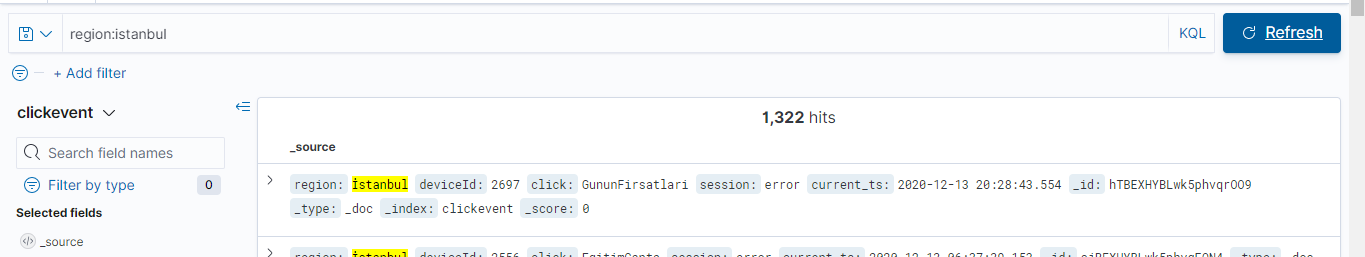 region:istanbul KQL Refresh
+ Add filter
clickevent
1,322 hits
Search field names
_source
Filter by type 0
region: İstanbul deviceId: 2697 click: GununFirsatlari session: error current_ts: 2020-12-13 20:28:43.554 _id: hTBEXHYBLwk5phvqrOO9
_type: _doc _index: clickevent _score: 0
Selected fields
_source